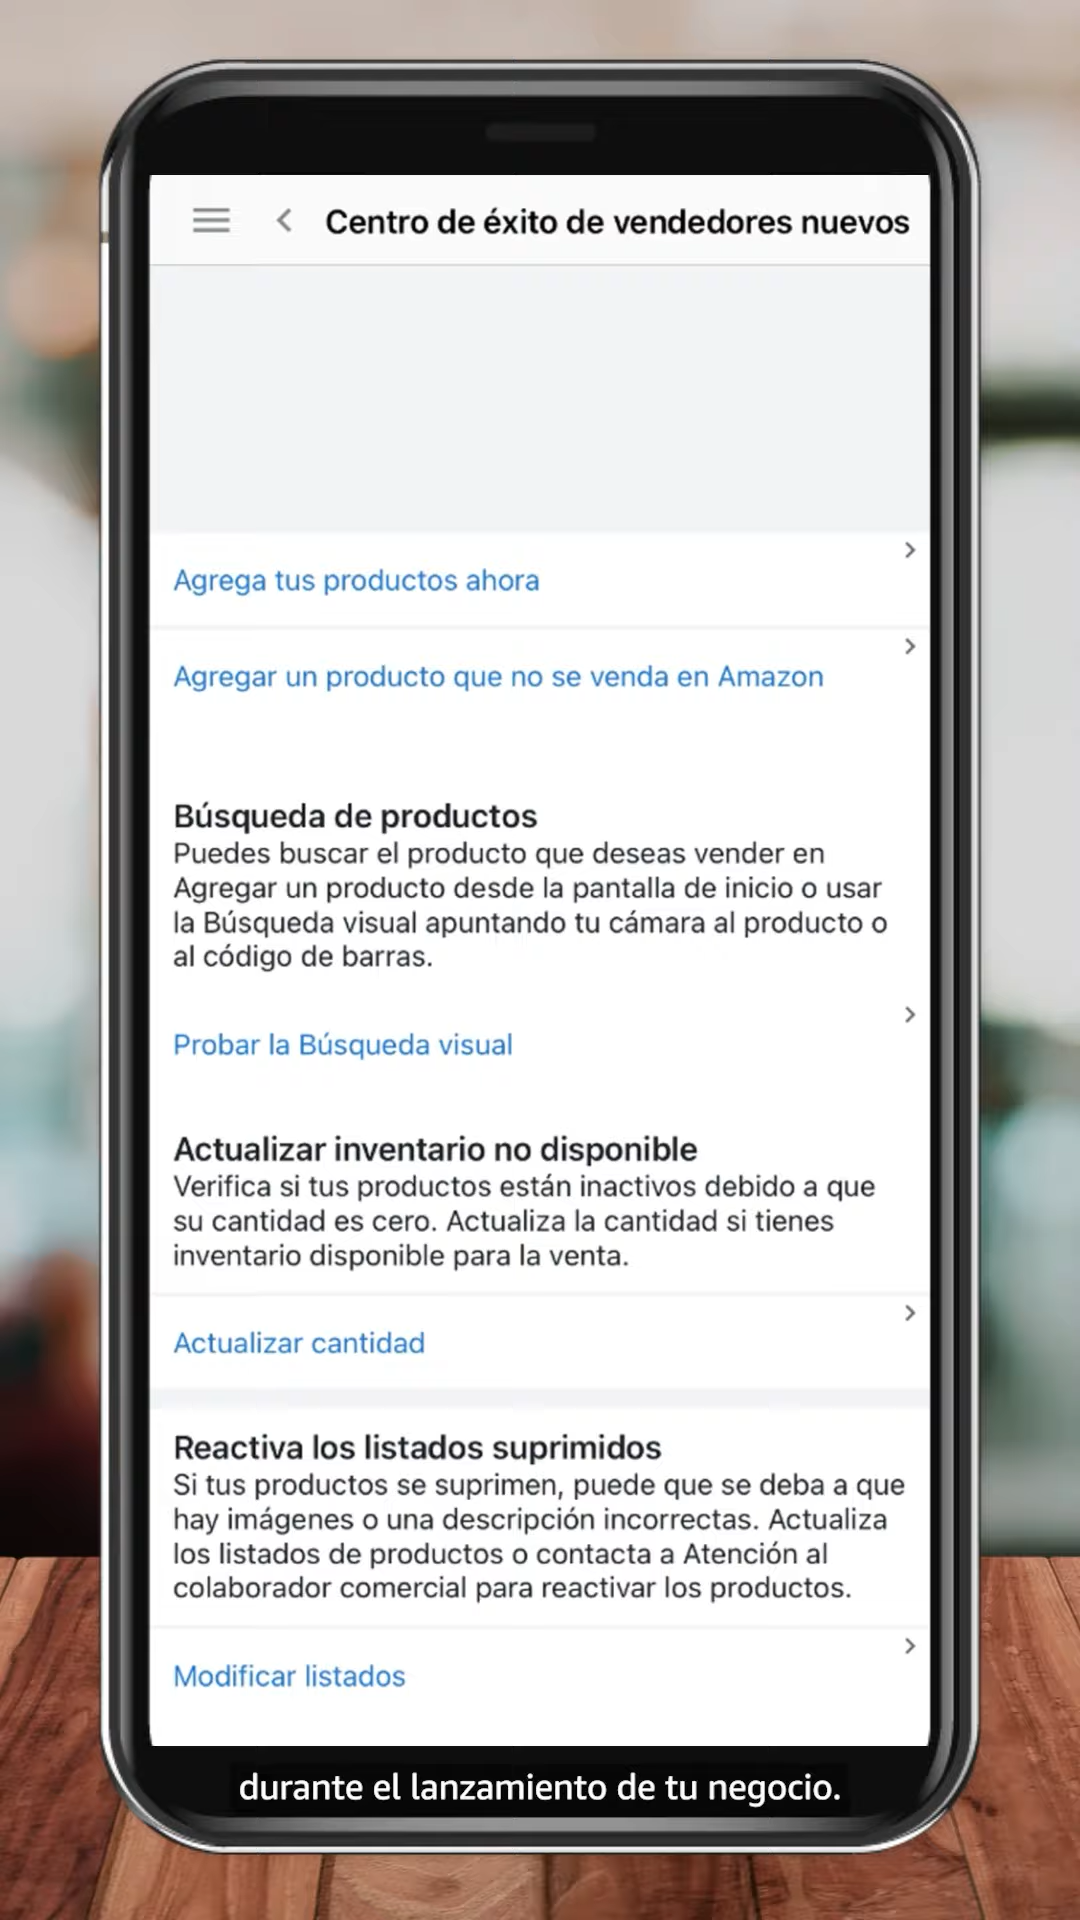 Centro de éxito de vendedores nuevos
Agrega tus productos ahora
Agregar un producto que no se venda en Amazon
Búsqueda de productos
Puedes buscar el producto que deseas vender en
Agregar un producto desde la pantalla de inicio o usar
la Búsqueda visual apuntando tu cámara al producto o
al código de barras.
Probar la Búsqueda visual
Actualizar inventario no disponible
Verifica si tus productos están inactivos debido a que
su cantidad es cero. Actualiza la cantidad si tienes
inventario disponible para la venta.
Actualizar cantidad
Reactiva los listados suprimidos
Si tus productos se suprimen, puede que se deba a que
hay imágenes o una descripción incorrectas. Actualiza
los listados de productos o contacta a Atención al
colaborador comercial para reactivar los productos.
Modificar listados
durante el lanzamiento de tu negocio.